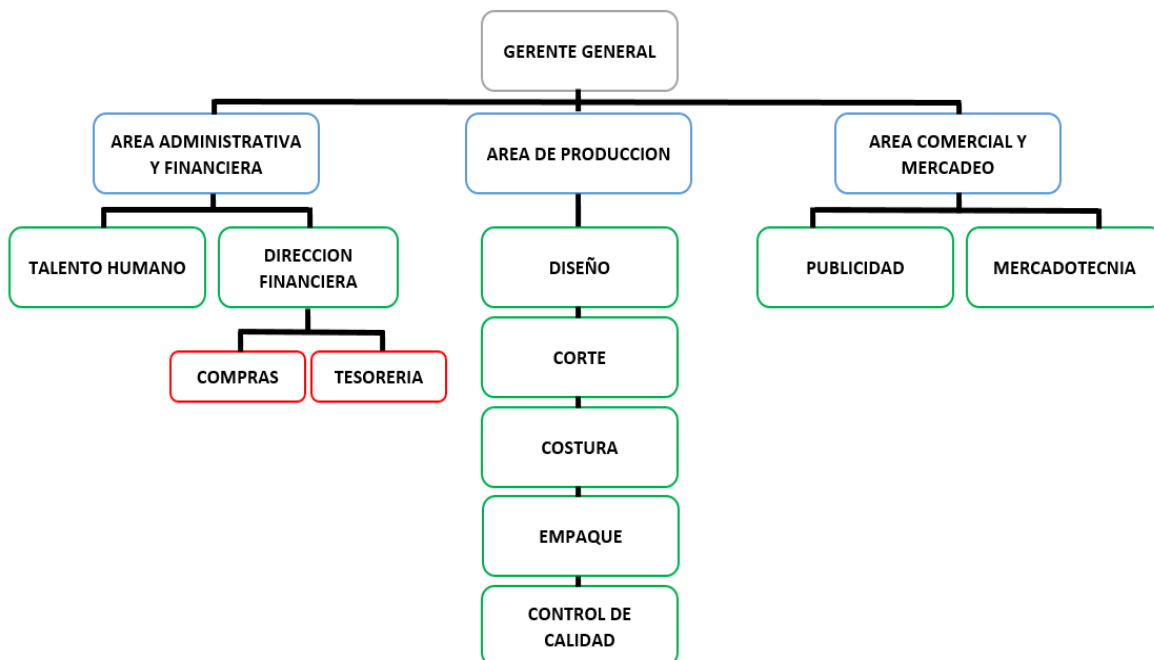 GERENTE GENERAL
AREA ADMINISTRATIVA
Y FINANCIERA
AREA DE PRODUCCION
AREA COMERCIAL Y
MERCADEO
TALENTO HUMANO
DIRECCION
FINANCIERA
DISEÑO
PUBLICIDAD
MERCADOTECNIA
COMPRAS
TESORERIA
CORTE
COSTURA
EMPAQUE
CONTROL DE
CALIDAD